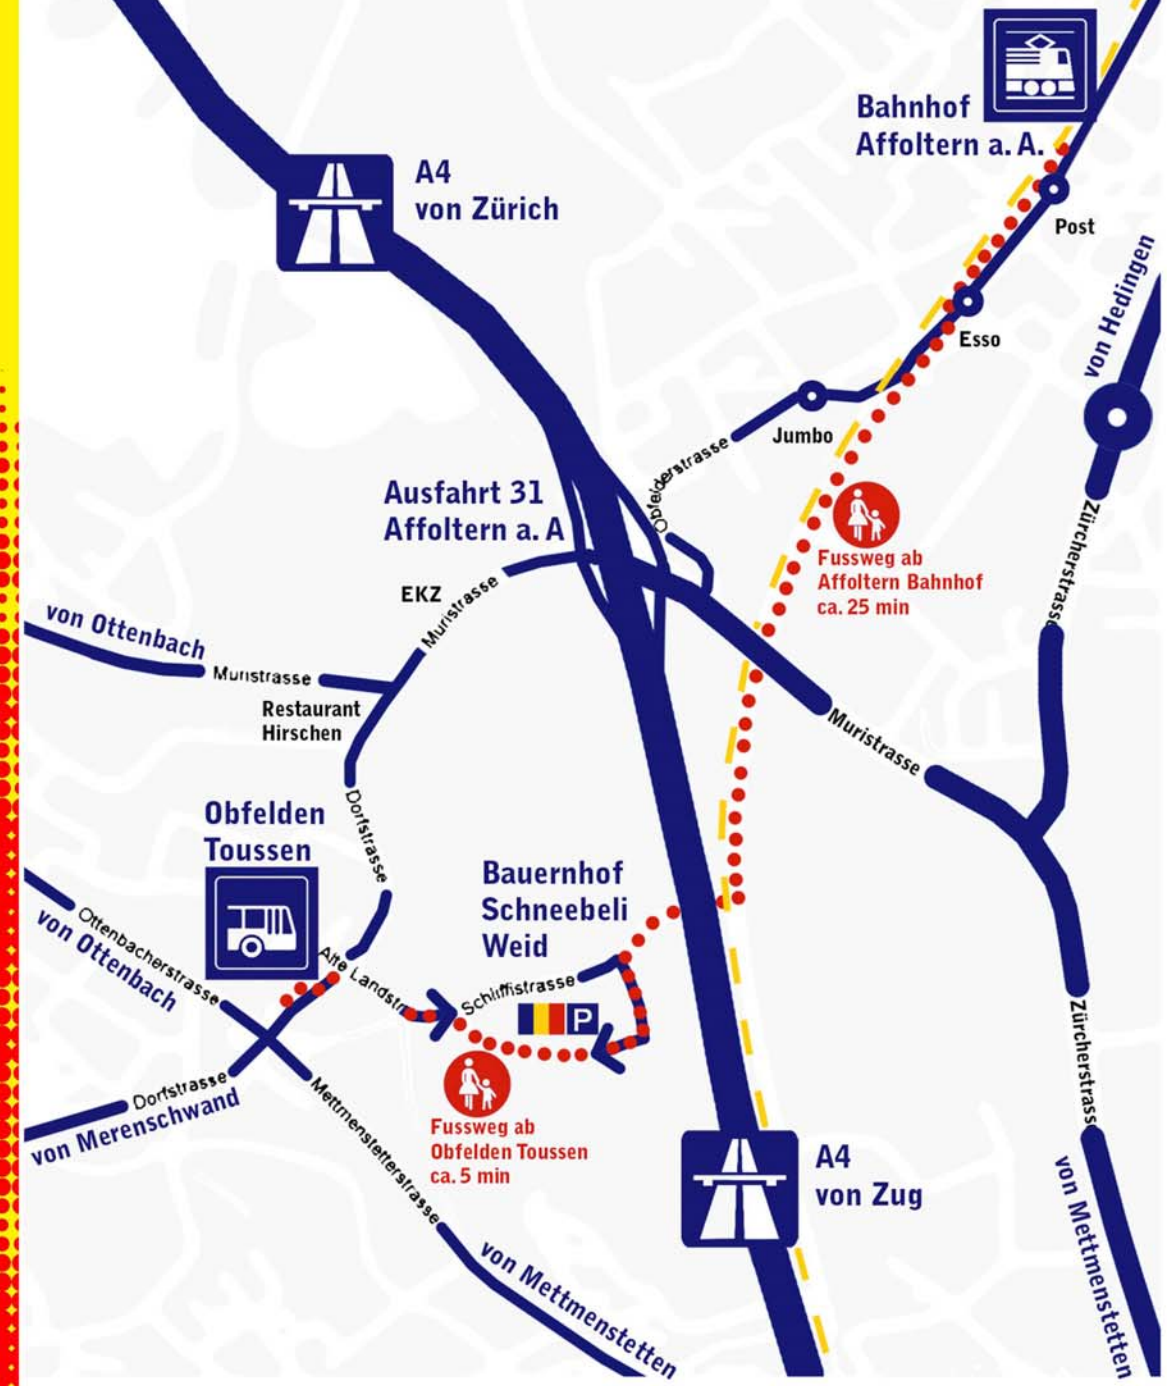 Bahnhof
Affoltern a. A.
A4
von Zürich
Post
von Hedingen
Esso
Jumbo
Obfelderstrasse
Ausfahrt 31
Affoltern a. A
Zürcherstrasse
Fussweg ab
Affoltern Bahnhof
ca. 25 min
EKZ
Muristrasse
von Ottenbach
Muristrasse
Restaurant
Hirschen
Muristrasse
Dorfstrasse
Obfelden
Toussen
Bauernhof
Schneebeli
Weid
Ottenbacherstrasse
von Ottenbach
Alte Landstr.
Schürffistrasse
P
Zürcherstrasse
Dorfstrasse
von Merenschwand
Mettmenstetterstrasse
Fussweg ab
Obfelden Toussen
ca. 5 min
A4
von Zug
von Mettmenstetten
von Mettmenstetten